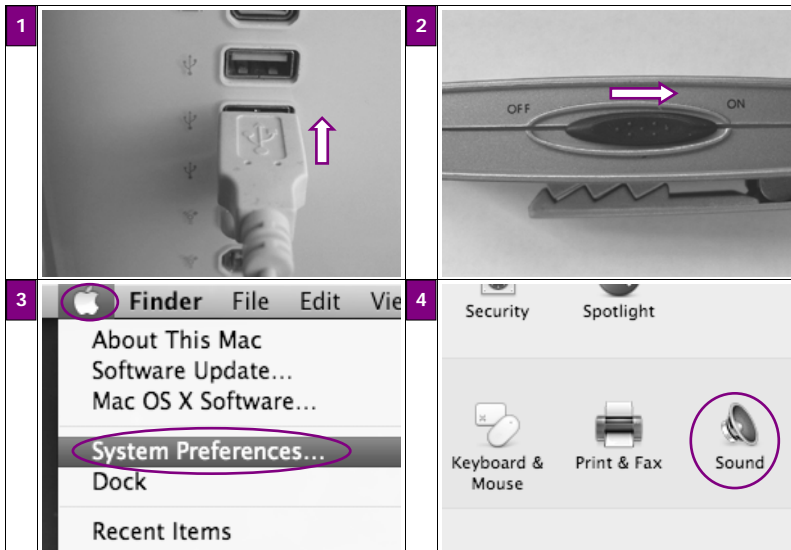 1
2
OFF
ON
3
Finder File Edit Vie
About This Mac
Software Update...
Mac OS X Software...
System Preferences...
Dock
Recent Items
4
Security Spotlight
Keyboard & Mouse
Print & Fax
Sound